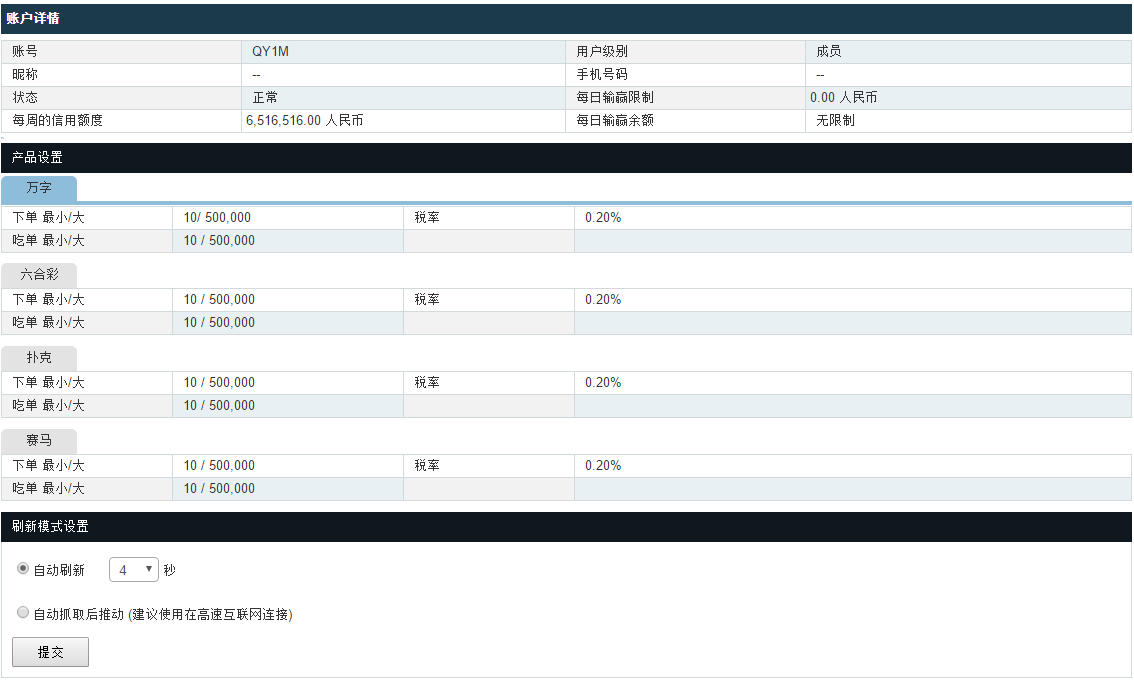 账户详情
账号 QY1M 用户级别 成员
昵称 -- 手机号码 --
状态 正常 每日输赢限制 0.00 人民币
每周的信用额度 6,516,516.00 人民币 每日输赢余额 无限制
产品设置
万字
下单 最小/大 10/ 500,000 税率 0.20%
吃单 最小/大 10 / 500,000
六合彩
下单 最小/大 10 / 500,000 税率 0.20%
吃单 最小/大 10 / 500,000
扑克
下单 最小/大 10 / 500,000 税率 0.20%
吃单 最小/大 10 / 500,000
赛马
下单 最小/大 10 / 500,000 税率 0.20%
吃单 最小/大 10 / 500,000
刷新模式设置
自动刷新 4 秒
自动抓取后推动 (建议使用在高速互联网连接)
提交